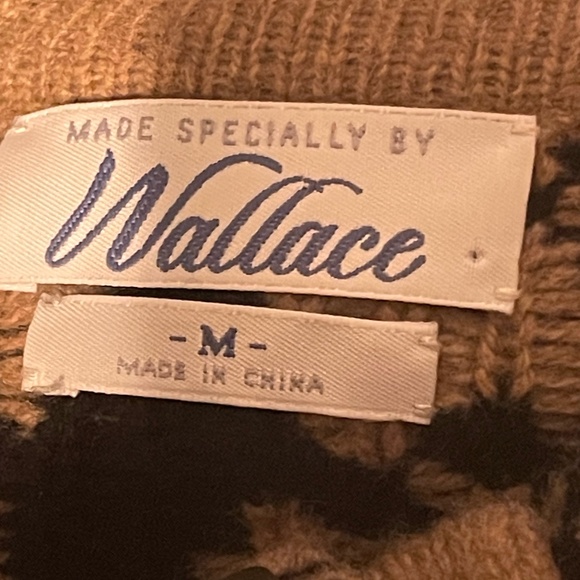 MADE SPECIALLY BY
Wallace
-M-
MADE IN CHINA